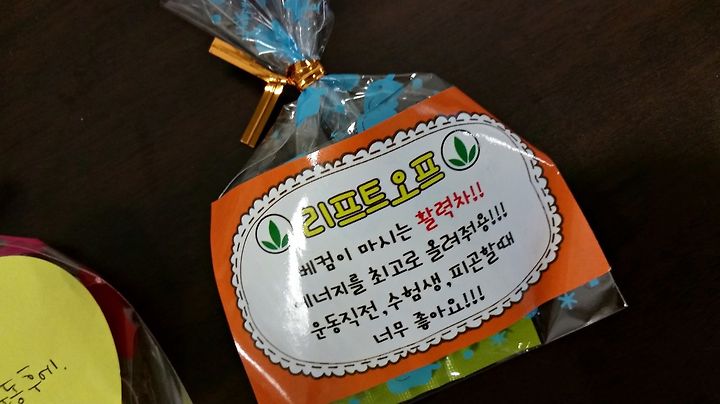 리프트오프
베컴이 마시는 활력차!!
에너지를 최고로 올려줘용!!!
운동직전, 수험생, 피곤할때
너무 좋아요!!!